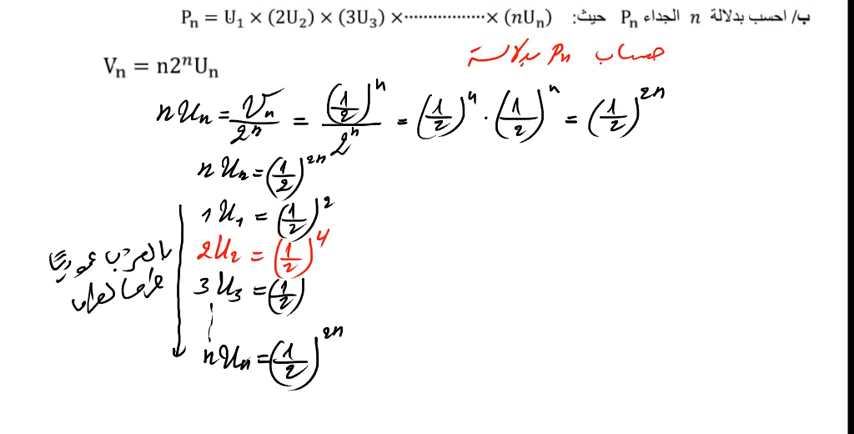 ب/ احسب بدلالة n الجداء Pₙ حيث: Pₙ = U₁ × (2U₂) × (3U₃) ×·················× (nUₙ)
حساب Pₙ بدلالة
Vₙ = n2ⁿUₙ
nUₙ = Vₙ/2ⁿ = (1/2)ⁿ/2ⁿ = (1/2)ⁿ · (1/2)ⁿ = (1/2)²ⁿ
nUₙ = (1/2)²ⁿ
1U₁ = (1/2)²
2U₂ = (1/2)⁴
3U₃ = (1/2)
nUₙ = (1/2)²ⁿ
بالضرب عموديا